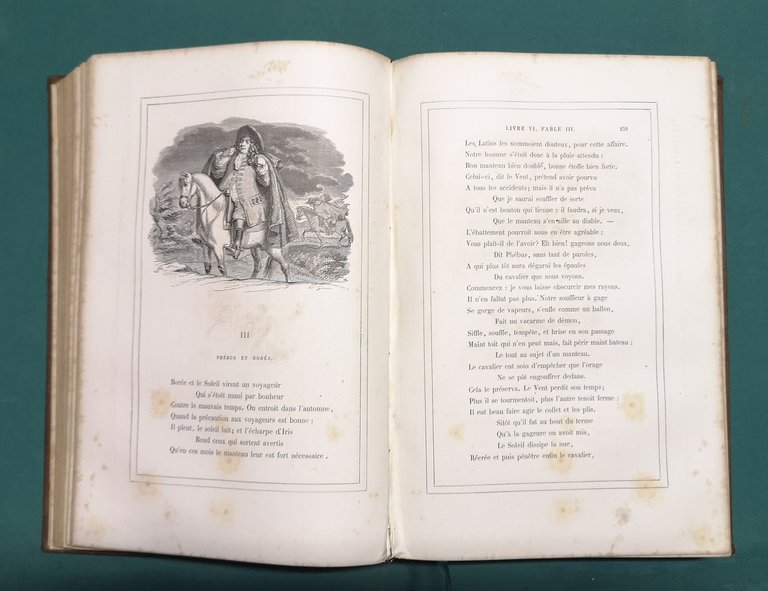 III
PHÉBUS ET BORÉE.
Borée et le Soleil virent un voyageur
Qui s'étoit muni par bonheur
Contre le mauvais temps. On entroit dans l'automne,
Quand la précaution aux voyageurs est bonne :
Il pleut, le soleil luit; et l'écharpe d'Iris
Rend ceux qui sortent avertis
Qu'en ces mois le manteau leur est fort nécessaire .
LIVRE VI, FABLE III. 259
Les Latins les nommoient douteux, pour cette affaire.
Notre homme s'étoit donc à la pluie attendu :
Bon manteau bien doublé, bonne étoffe bien forte.
Celui-ci, dit le Vent, prétend avoir pourvu
A tous les accidents; mais il n'a pas prévu
Que je saurai souffler de sorte
Qu'il n'est bouton qui tienne : il faudra, si je veux,
Que le manteau s'en aille au diable. —
L'ébattement pourroit nous en être agréable :
Vous plaît-il de l'avoir? Eh bien! gageons nous deux,
Dit Phébus, sans tant de paroles,
A qui plus tôt aura dégarni les épaules
Du cavalier que nous voyons.
Commencez : je vous laisse obscurcir mes rayons.
Il n'en fallut pas plus. Notre souffleur à gage
Se gorge de vapeurs, s'enfle comme un ballon,
Fait un vacarme de démon,
Siffle, souffle, tempête, et brise en son passage
Maint toit qui n'en peut mais, fait périr maint bateau :
Le tout au sujet d'un manteau.
Le cavalier eut soin d'empêcher que l'orage
Ne se pût engouffrer dedans.
Cela le préserva. Le Vent perdit son temps;
Plus il se tourmentoit, plus l'autre tenoit ferme :
Il eut beau faire agir le collet et les plis.
Sitôt qu'il fut au bout du terme
Qu'à la gageure on avoit mis,
Le Soleil dissipe la nue,
Récrée et puis pénètre enfin le cavalier,